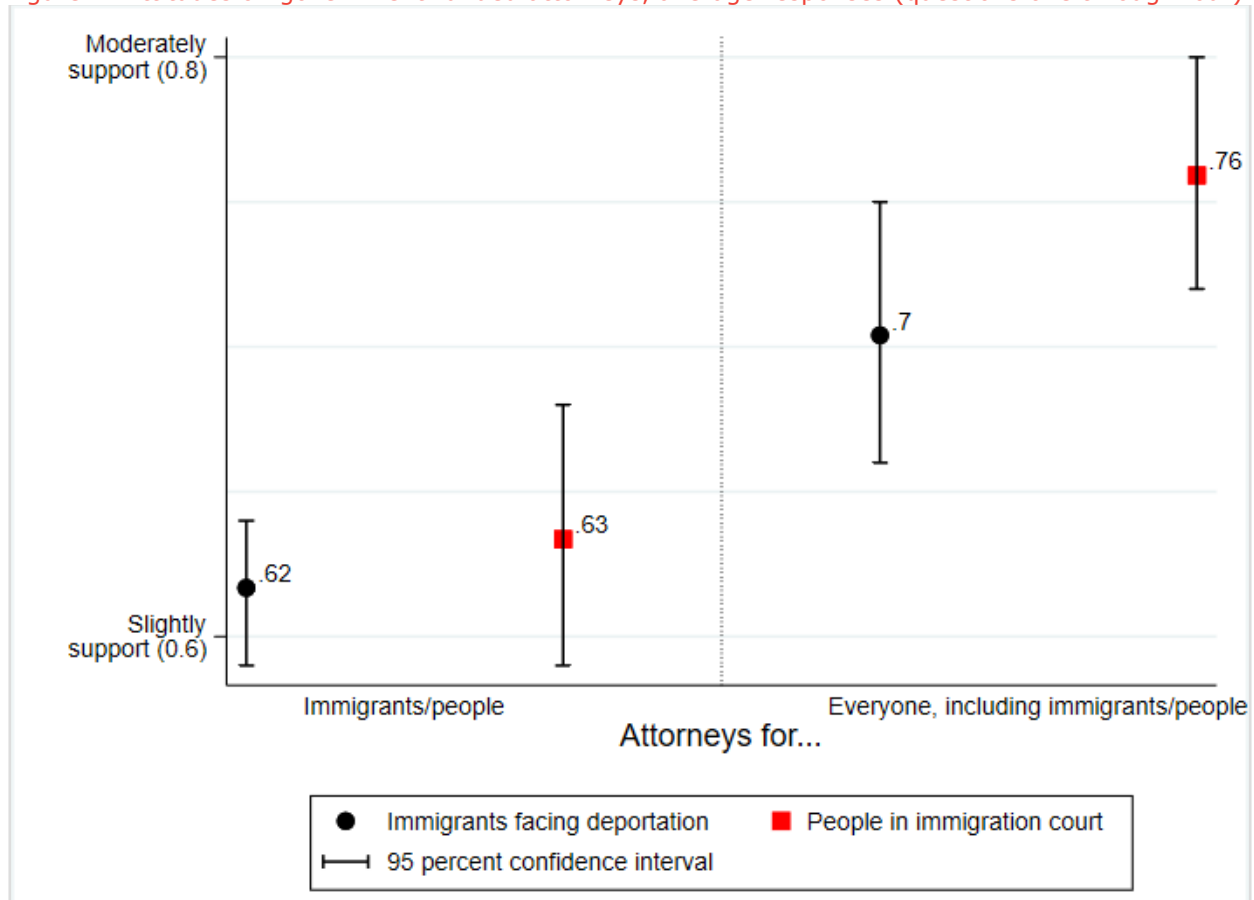 Moderately
support (0.8)
.76
.7
.63
.62
Slightly
support (0.6)
Immigrants/people
Everyone, including immigrants/people
Attorneys for...
Immigrants facing deportation
People in immigration court
95 percent confidence interval